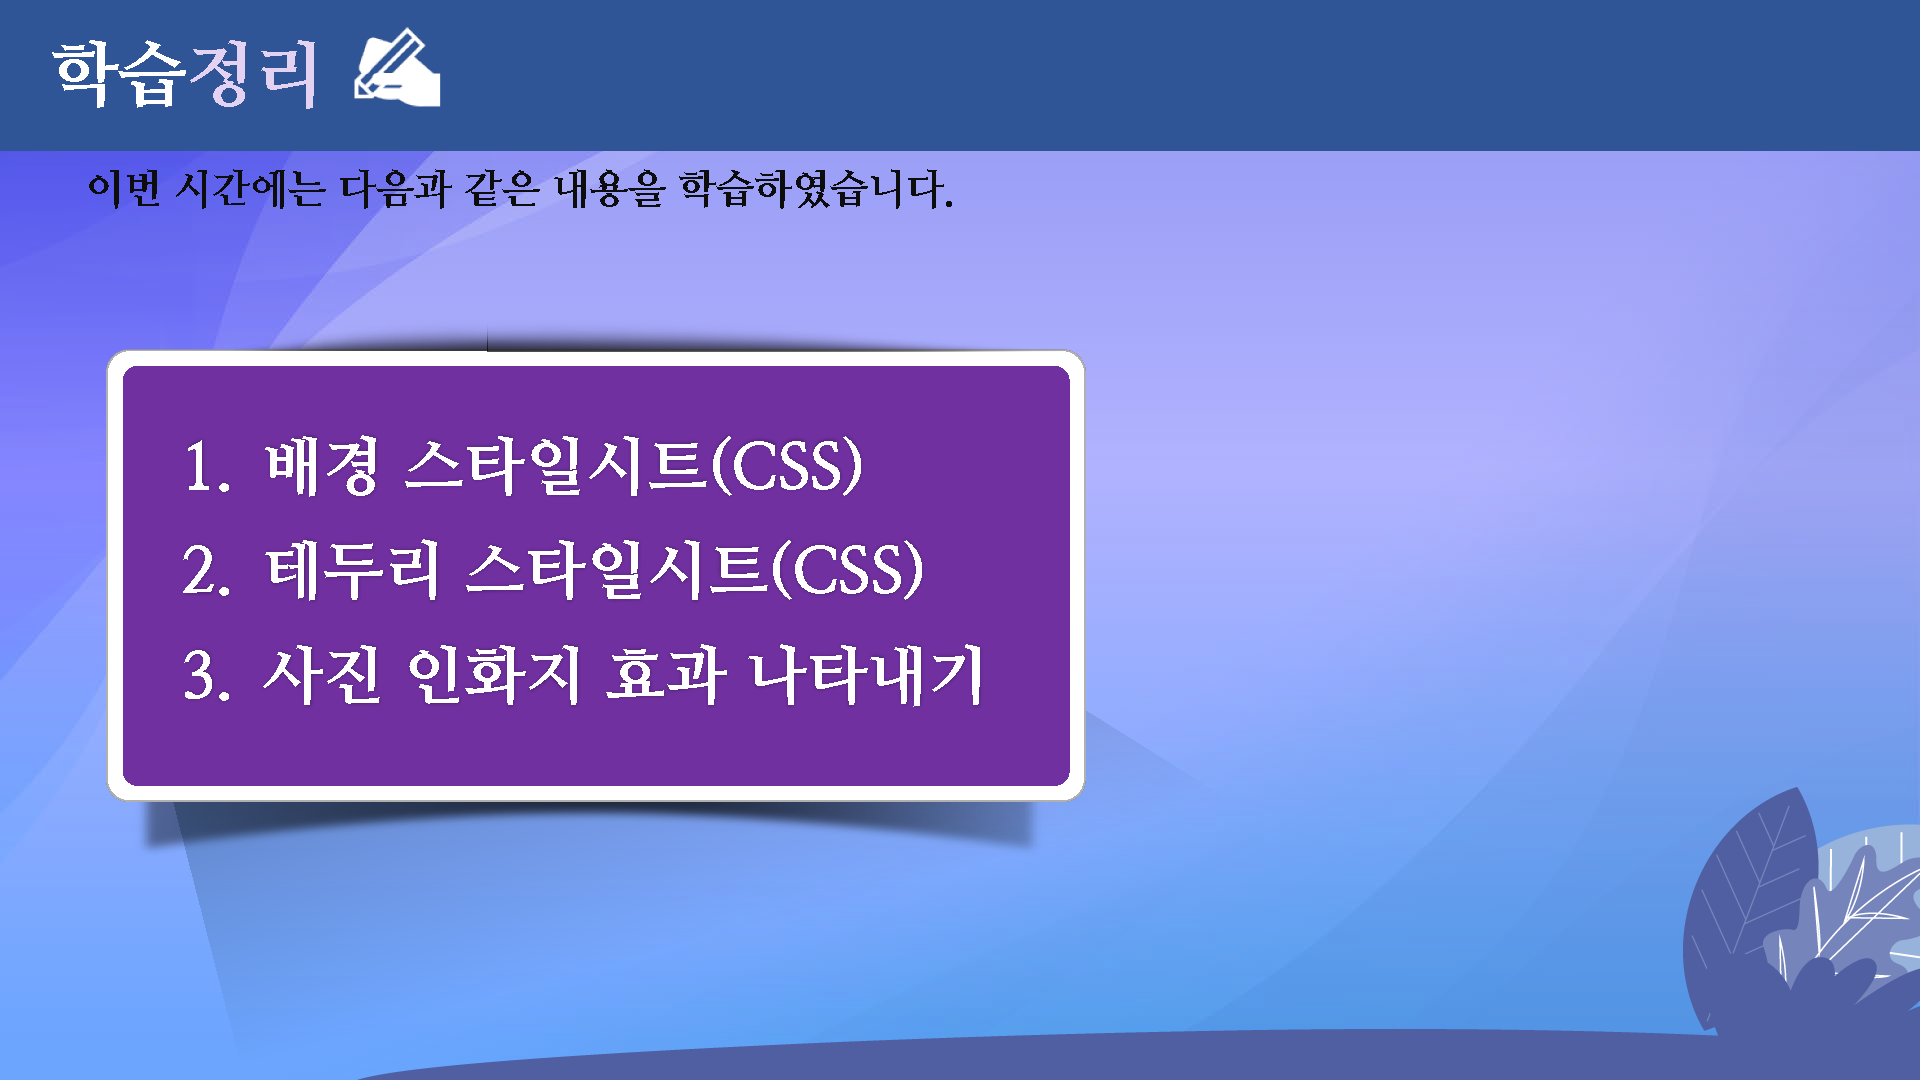 학습정리
이번 시간에는 다음과 같은 내용을 학습하였습니다.
1. 배경 스타일시트(CSS)
2. 테두리 스타일시트(CSS)
3. 사진 인화지 효과 나타내기